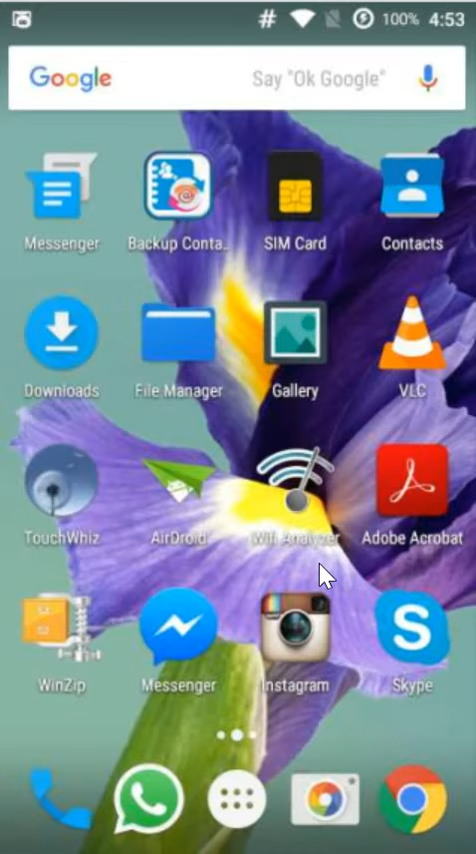 # 100% 4:53
Google Say "Ok Google"
Messenger Backup Conta.. SIM Card Contacts
Downloads File Manager Gallery VLC
TouchWhiz AirDroid Wifi Analyzer Adobe Acrobat
WinZip Messenger Instagram Skype